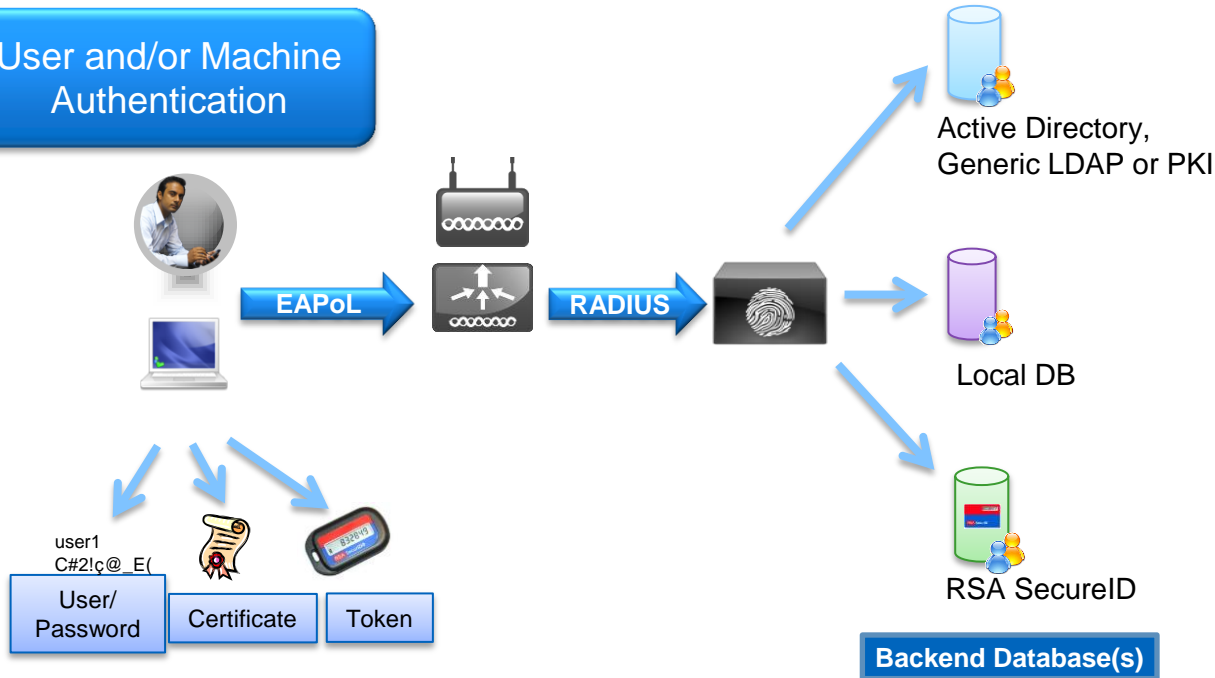 User and/or Machine
Authentication
Active Directory,
Generic LDAP or PKI
EAPoL
RADIUS
Local DB
user1
C#2!ç@_E(
832849
RSA SecureID
User/
Password
Certificate
Token
Backend Database(s)